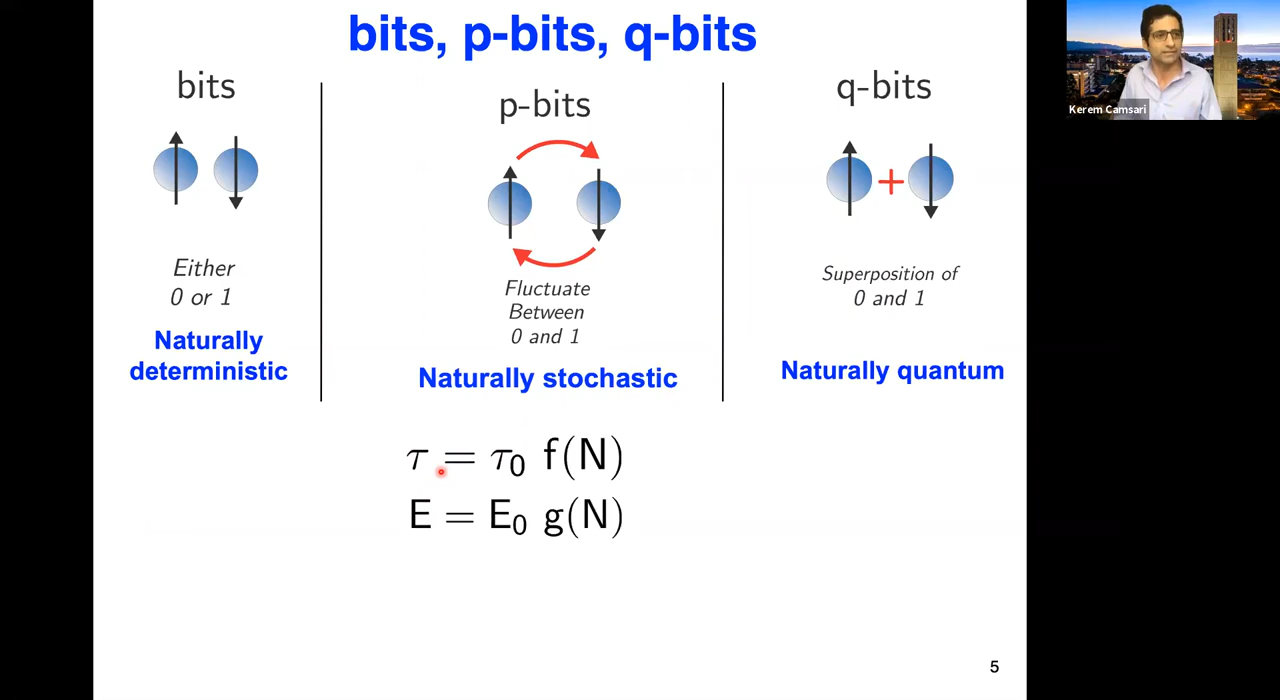 bits, p-bits, q-bits
bits
Either
0 or 1
Naturally
deterministic
p-bits
Fluctuate
Between
0 and 1
Naturally stochastic
q-bits
+
Superposition of
0 and 1
Naturally quantum
τ = τ₀ f(N)
E = E₀ g(N)
5
Kerem Camsari